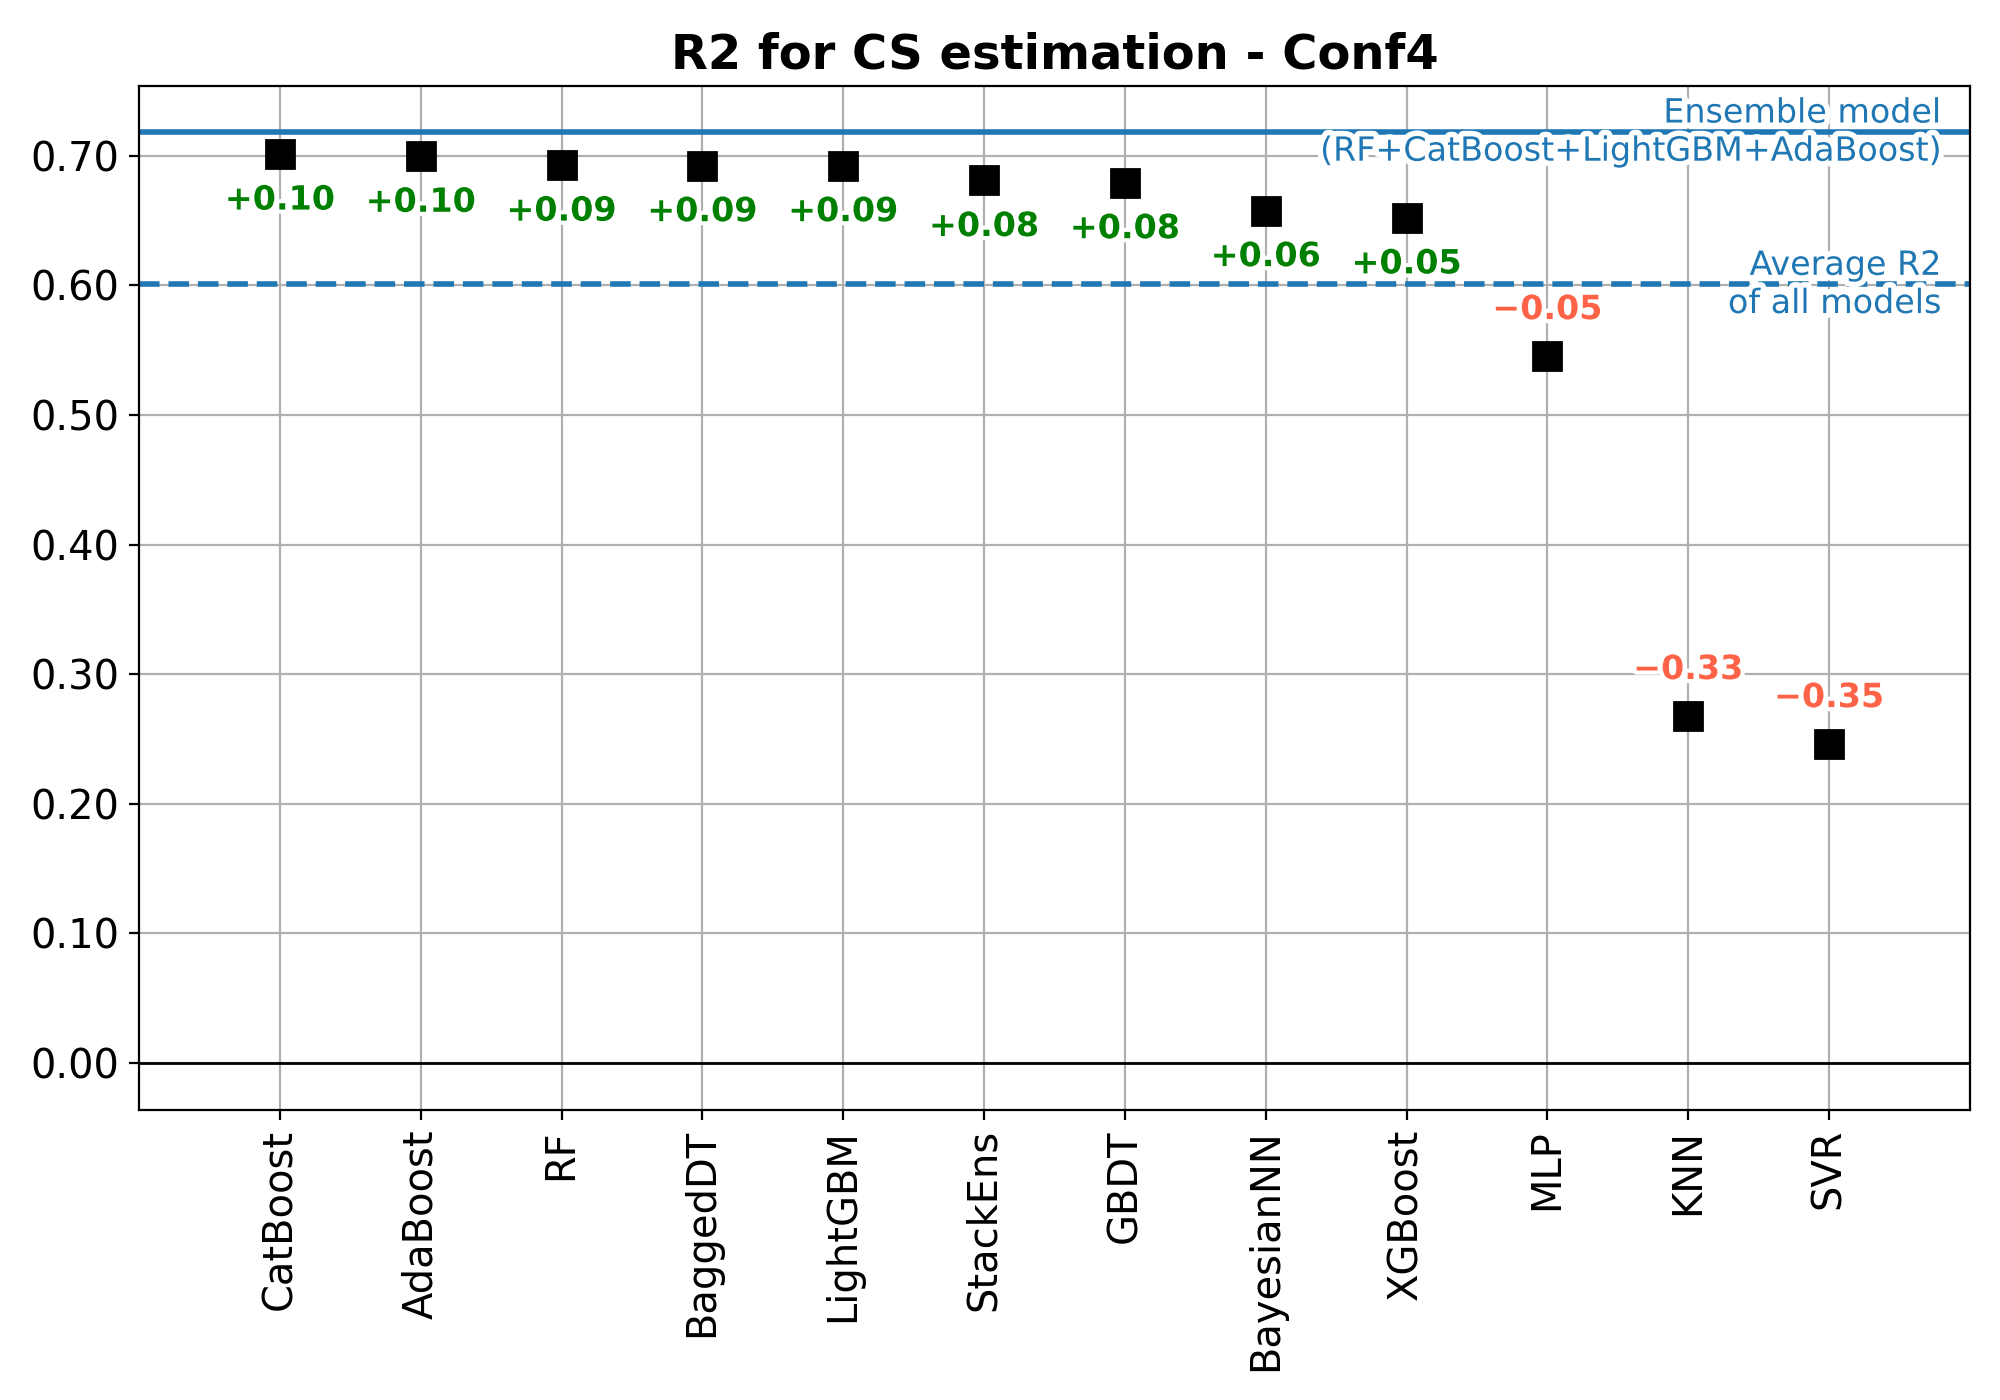 R2 for CS estimation - Conf4
Ensemble model
(RF+CatBoost+LightGBM+AdaBoost)
0.70
+0.10 +0.10 +0.09 +0.09 +0.09 +0.08 +0.08 +0.06 +0.05
Average R2
of all models
0.60
−0.05
0.50
0.40
0.30
−0.33 −0.35
0.20
0.10
0.00
CatBoost
AdaBoost
RF
BaggedDT
LightGBM
StackEns
GBDT
BayesianNN
XGBoost
MLP
KNN
SVR